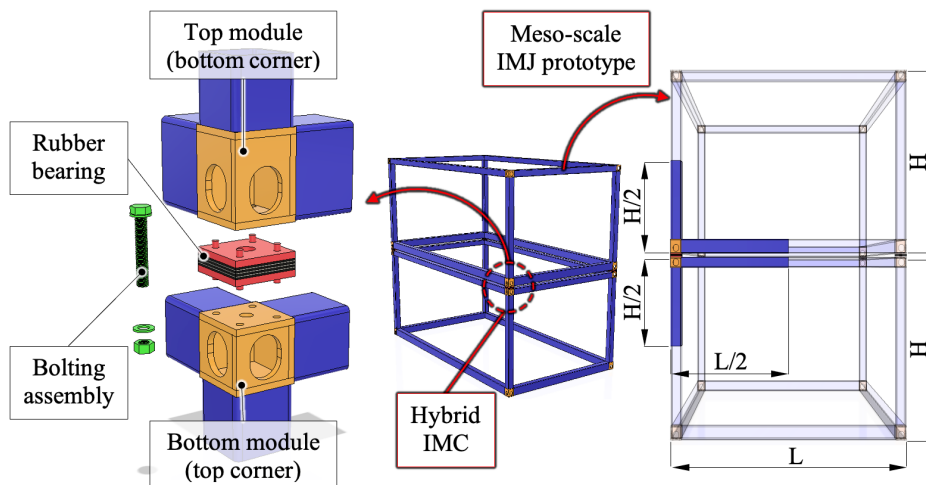 Top module
(bottom corner)
Rubber
bearing
Bolting
assembly
Bottom module
(top corner)
Meso-scale
IMJ prototype
Hybrid
IMC
H/2
H/2
L/2
L
H
H